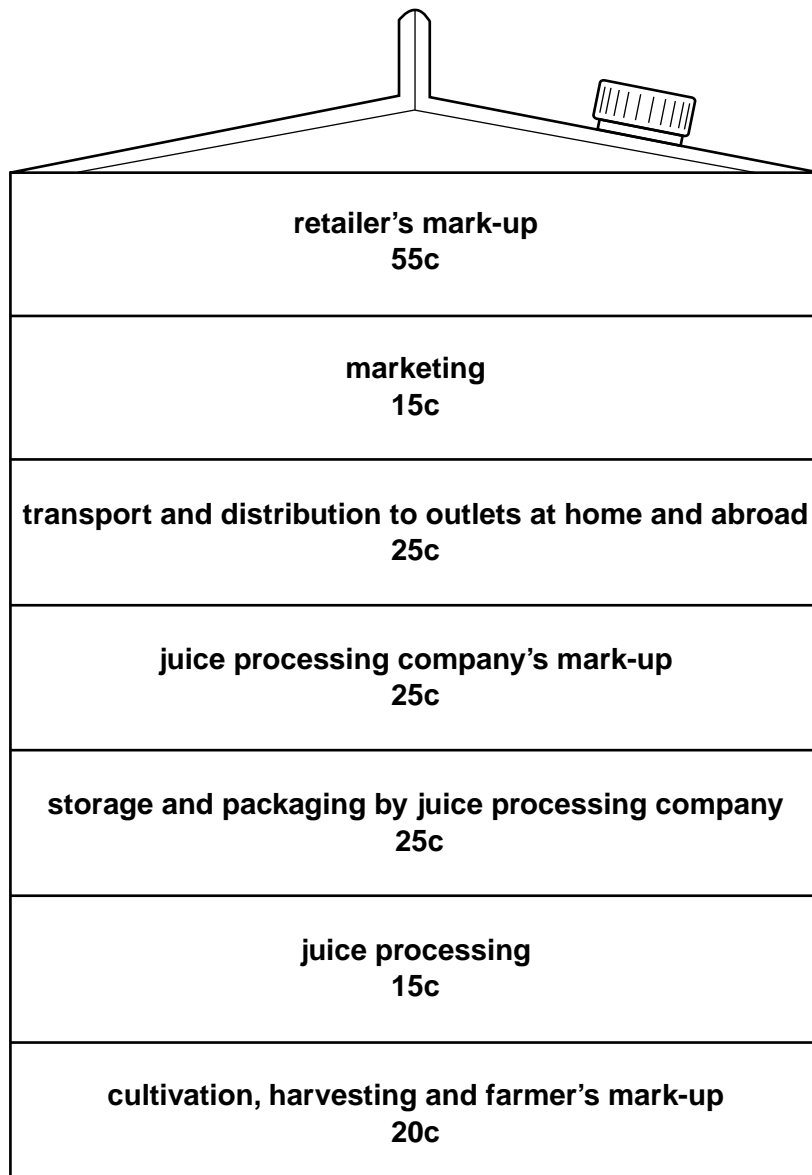 retailer’s mark-up
55c
marketing
15c
transport and distribution to outlets at home and abroad
25c
juice processing company’s mark-up
25c
storage and packaging by juice processing company
25c
juice processing
15c
cultivation, harvesting and farmer’s mark-up
20c